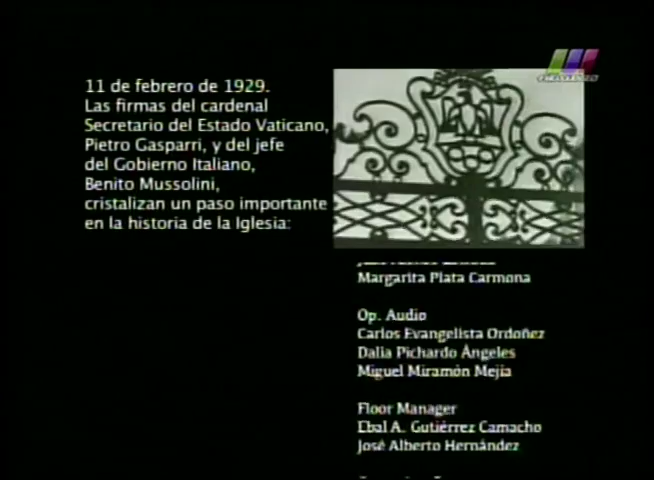 11 de febrero de 1929.
Las firmas del cardenal
Secretario del Estado Vaticano,
Pietro Gasparri, y del jefe
del Gobierno Italiano,
Benito Mussolini,
cristalizan un paso importante
en la historia de la Iglesia:
Margarita Plata Carmona
Op. Audio
Carlos Evangelista Ordoñez
Dalia Pichardo Ángeles
Miguel Miramón Mejía
Floor Manager
Ebal A. Gutiérrez Camacho
José Alberto Hernández